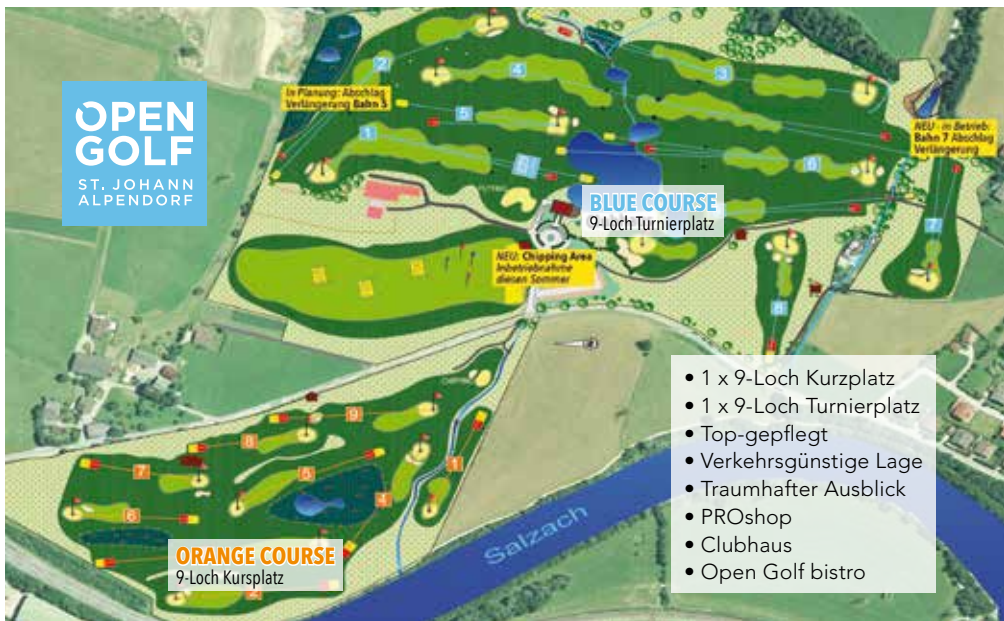 OPEN
GOLF
ST. JOHANN
ALPENDORF
In Planung: Abschlag
Verlängerung Bahn 5
2
4
3
1
5
6
NEU - in Betrieb:
Bahn 7 Abschlag
Verlängerung
BLUE COURSE
9-Loch Turnierplatz
7
8
NEU: Chipping Area
Inbetriebnahme
diesen Sommer
• 1 x 9-Loch Kurzplatz
• 1 x 9-Loch Turnierplatz
• Top-gepflegt
• Verkehrsgünstige Lage
• Traumhafter Ausblick
• PROshop
• Clubhaus
• Open Golf bistro
9
8
7
5
1
6
4
Salzach
ORANGE COURSE
9-Loch Kursplatz
2